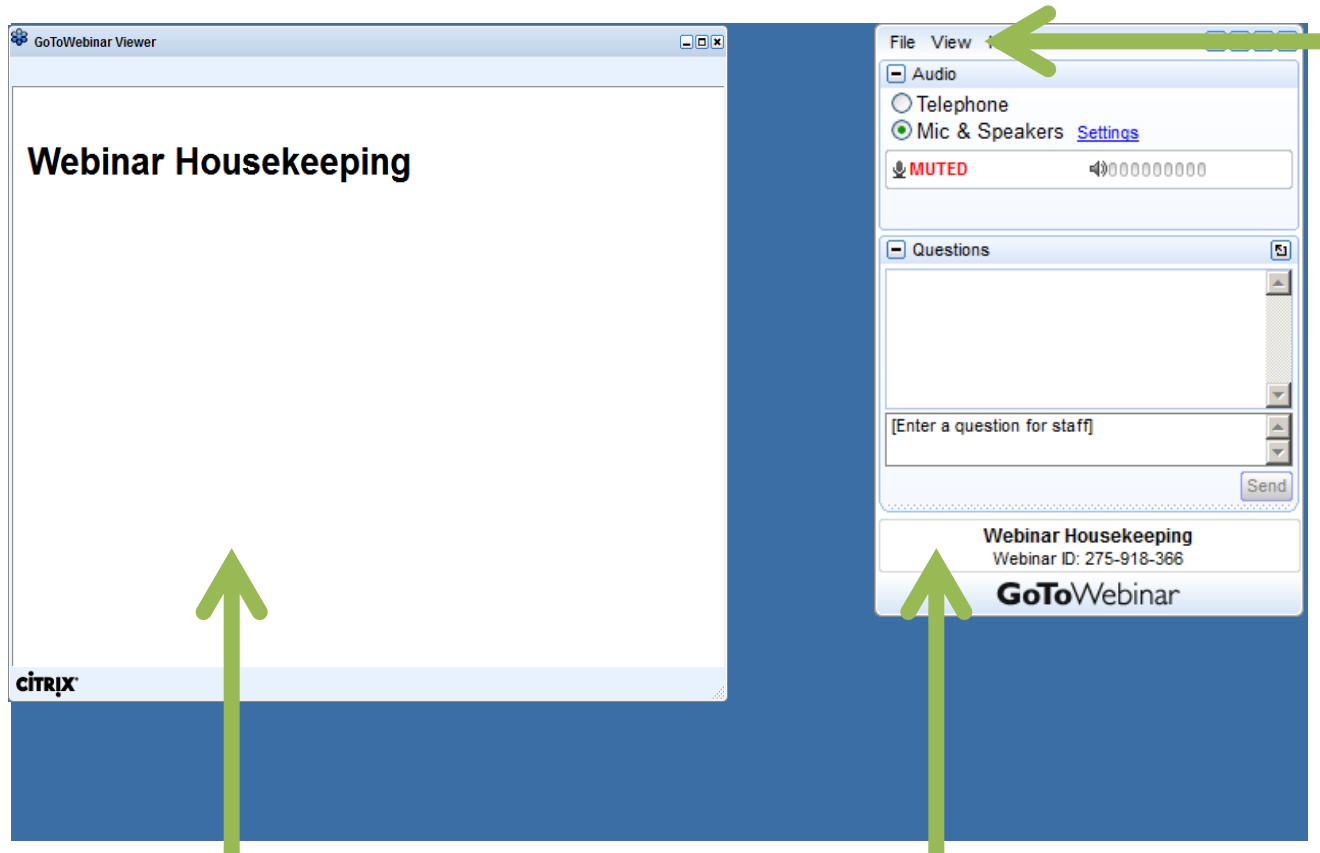 GoToWebinar Viewer
Webinar Housekeeping
CITRIX
File View
Audio
Telephone
Mic & Speakers Settings
MUTED
Questions
[Enter a question for staff]
Send
Webinar Housekeeping
Webinar ID: 275-918-366
GoToWebinar